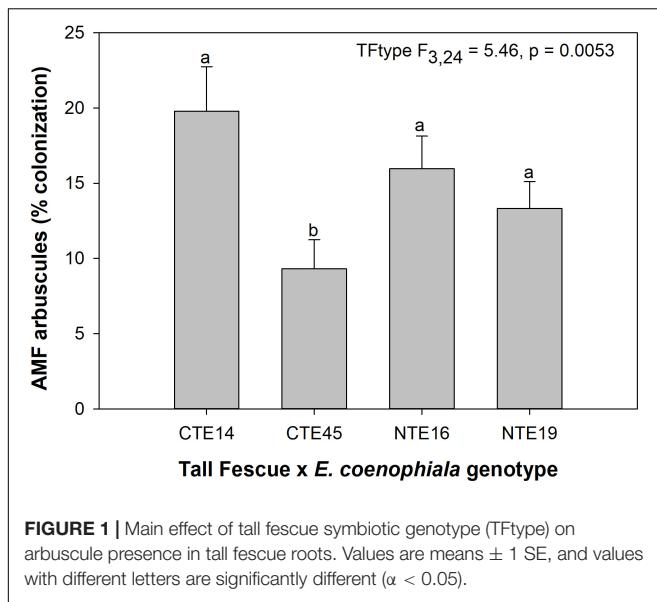 25
20
15
10
5
0
AMF arbuscules (% colonization)
TFtype F3,24 = 5.46, p = 0.0053
a
b
a
a
CTE14 CTE45 NTE16 NTE19
Tall Fescue x E. coenophiala genotype
FIGURE 1 | Main effect of tall fescue symbiotic genotype (TFtype) on
arbuscule presence in tall fescue roots. Values are means ± 1 SE, and values
with different letters are significantly different (α < 0.05).